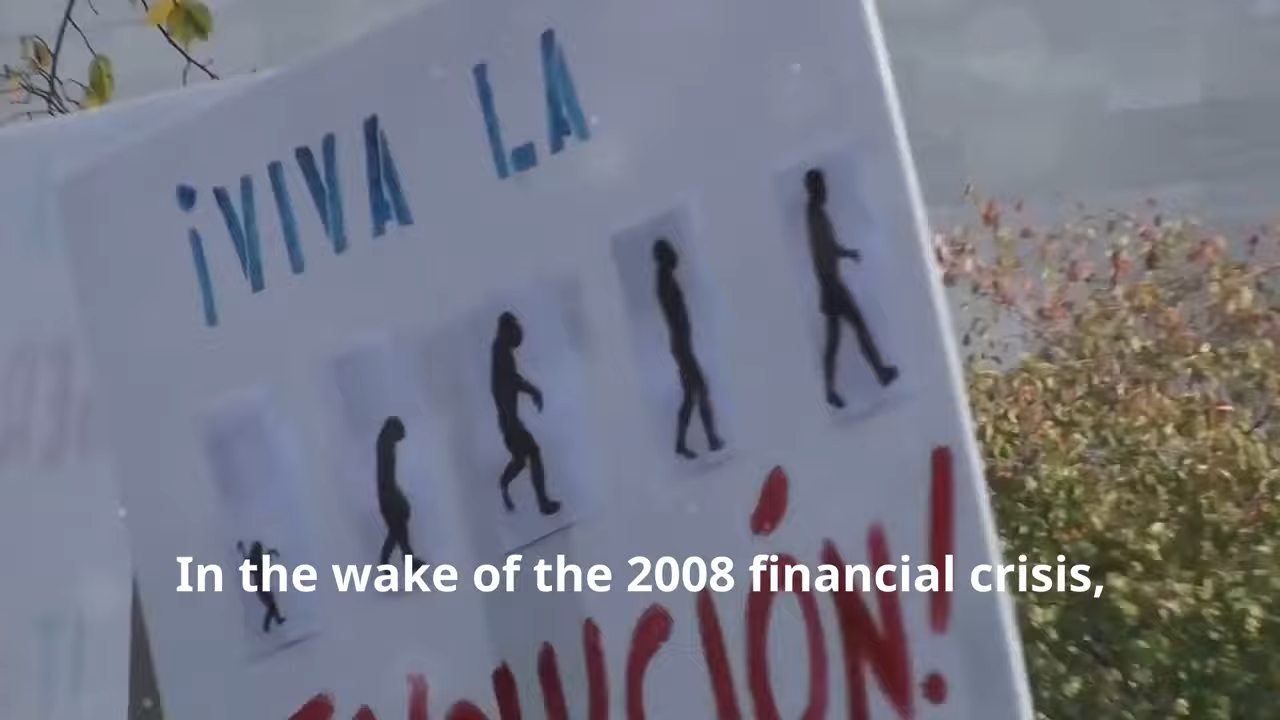 ¡VIVA LA
In the wake of the 2008 financial crisis,